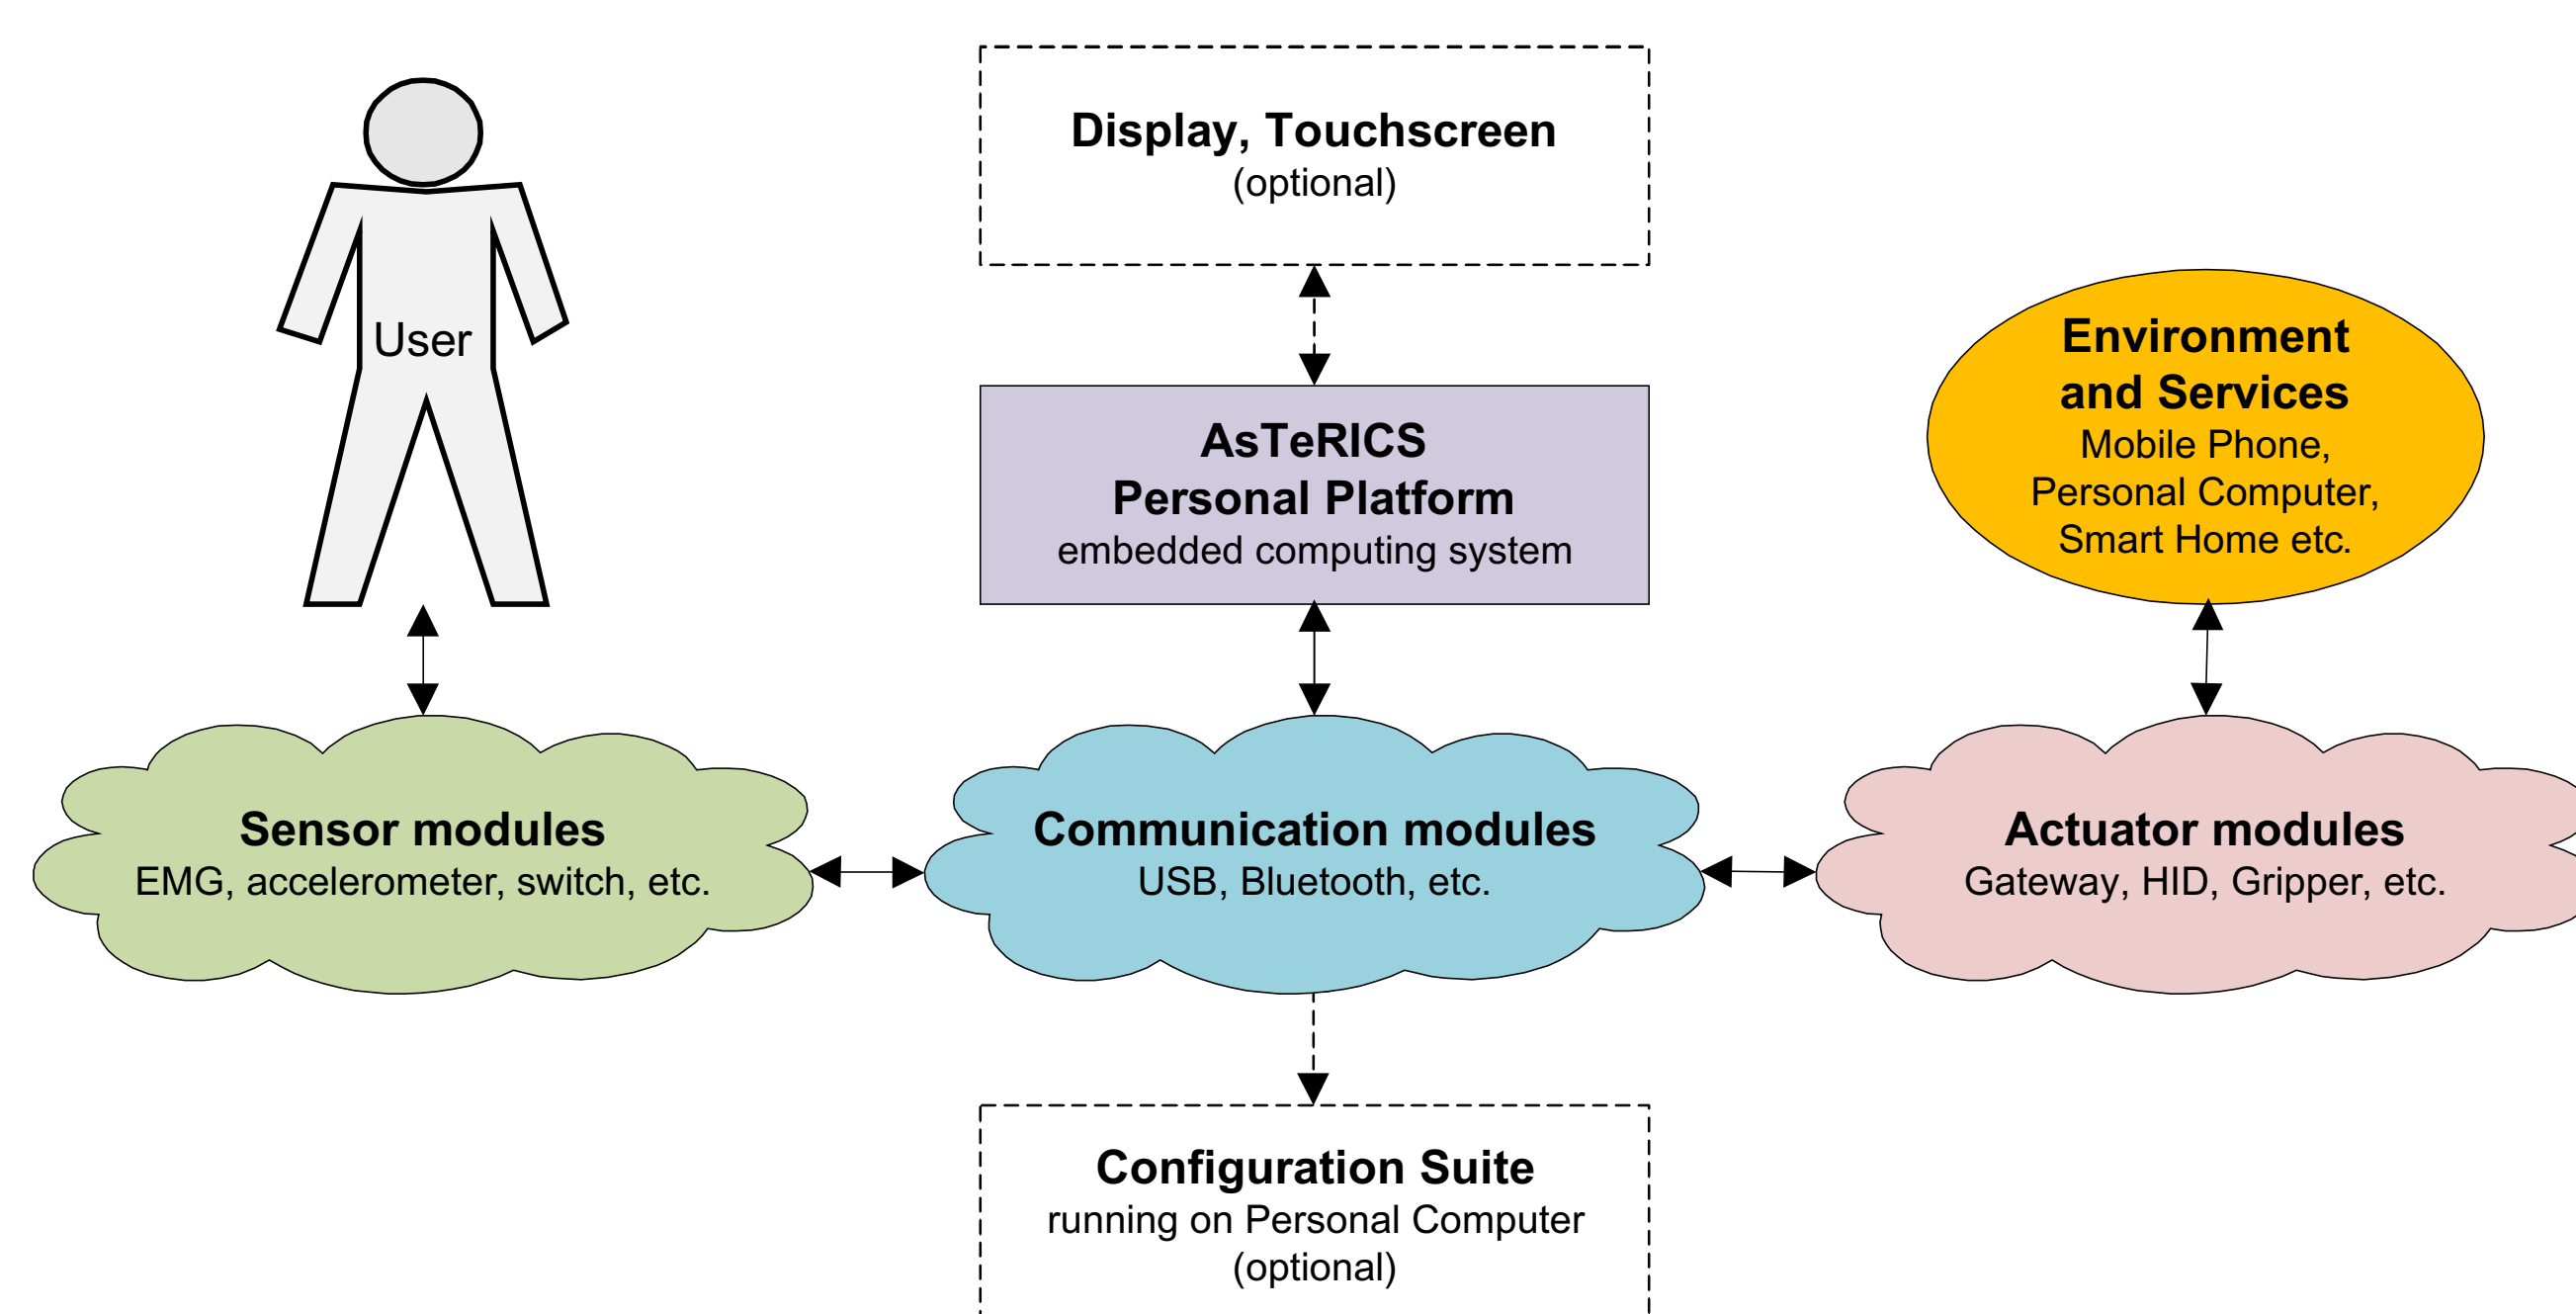 Display, Touchscreen
(optional)
User
AsTeRICS
Personal Platform
embedded computing system
Environment
and Services
Mobile Phone,
Personal Computer,
Smart Home etc.
Sensor modules
EMG, accelerometer, switch, etc.
Communication modules
USB, Bluetooth, etc.
Actuator modules
Gateway, HID, Gripper, etc.
Configuration Suite
running on Personal Computer
(optional)